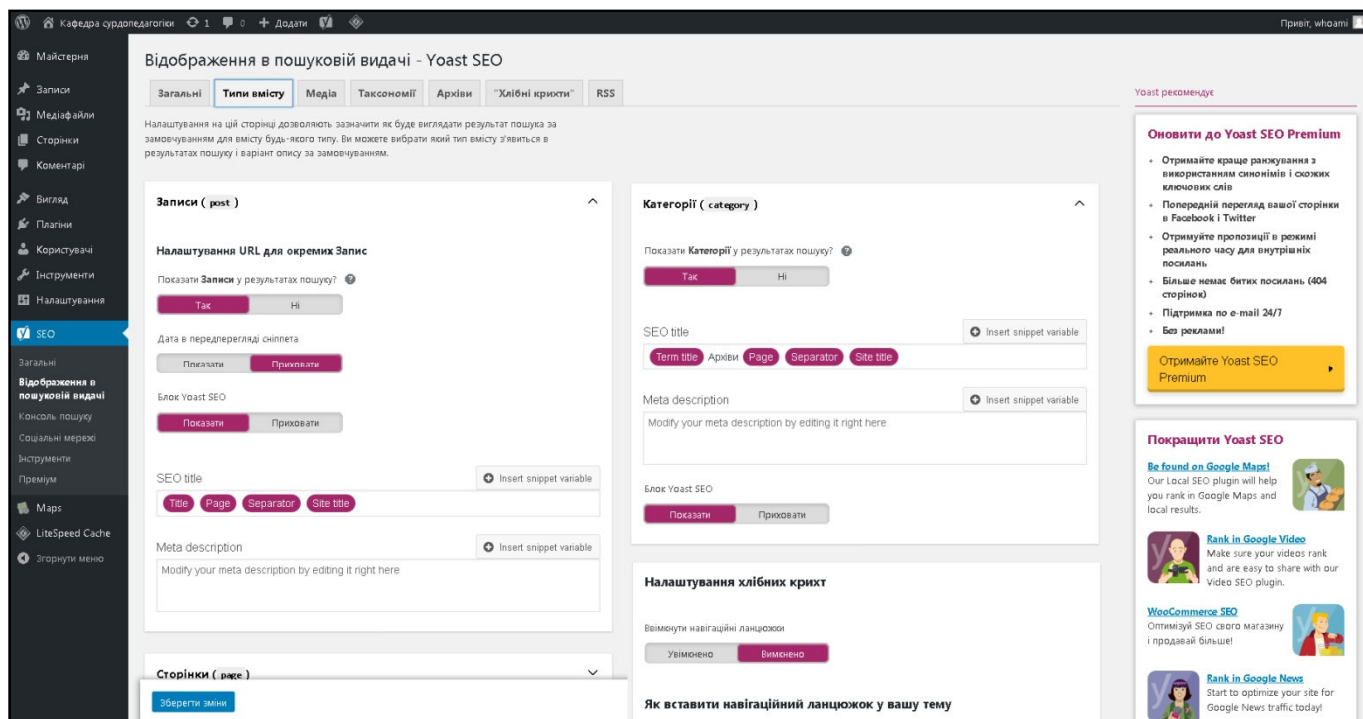 Кафедра сурдопедагогіки 1 0 + Додати
Привіт, whoami
Майстерня
Записи
Медіафайли
Сторінки
Коментарі
Вигляд
Плагіни
Користувачі
Інструменти
Налаштування
SEO
Загальні
Відображення в
пошуковій видачі
Консоль пошуку
Соціальні мережі
Інструменти
Преміум
Maps
LiteSpeed Cache
Згорнути меню
Відображення в пошуковій видачі - Yoast SEO
Загальні Типи вмісту Медіа Таксономії Архіви "Хлібні крихти" RSS
Налаштування на цій сторінці дозволяють зазначити як буде виглядати результат пошука за
замовчуванням для вмісту будь-якого типу. Ви можете вибрати який тип вмісту з'явиться в
результатах пошуку і варіант опису за замовчуванням.
Записи ( post )
Налаштування URL для окремих Запис
Показати Записи у результатах пошуку?
Так Ні
Дата в передперегляді сніппета
Показати Приховати
Блок Yoast SEO
Показати Приховати
SEO title Insert snippet variable
Title Page Separator Site title
Meta description Insert snippet variable
Modify your meta description by editing it right here
Сторінки ( page )
Зберегти зміни
Категорії ( category )
Показати Категорії у результатах пошуку?
Так Ні
SEO title Insert snippet variable
Term title Архіви Page Separator Site title
Meta description Insert snippet variable
Modify your meta description by editing it right here
Блок Yoast SEO
Показати Приховати
Налаштування хлібних крихт
Ввімкнути навігаційні ланцюжки
Увімкнено Вимкнено
Як вставити навігаційний ланцюжок у вашу тему
Yoast рекомендує
Оновити до Yoast SEO Premium
Отримайте краще ранжування з
використанням синонімів і схожих
ключових слів
Попередній перегляд вашої сторінки
в Facebook і Twitter
Отримуйте пропозиції в режимі
реального часу для внутрішніх
посилань
Більше немає битих посилань (404
сторінок)
Підтримка по e-mail 24/7
Без реклами!
Отримайте Yoast SEO
Premium
Покращити Yoast SEO
Be found on Google Maps!
Our Local SEO plugin will help
you rank in Google Maps and
local results.
Rank in Google Video
Make sure your videos rank
and are easy to share with our
Video SEO plugin.
WooCommerce SEO
Оптимізуй SEO свого магазину
і продавай більше!
Rank in Google News
Start to optimize your site for
Google News traffic today!